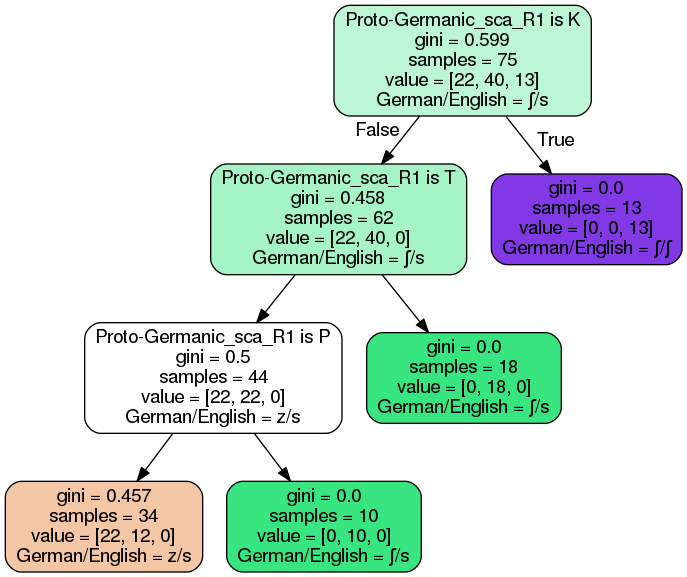 Proto-Germanic_sca_R1 is K
gini = 0.599
samples = 75
value = [22, 40, 13]
German/English = ʃ/s
False
True
Proto-Germanic_sca_R1 is T
gini = 0.458
samples = 62
value = [22, 40, 0]
German/English = ʃ/s
gini = 0.0
samples = 13
value = [0, 0, 13]
German/English = ʃ/ʃ
Proto-Germanic_sca_R1 is P
gini = 0.5
samples = 44
value = [22, 22, 0]
German/English = z/s
gini = 0.0
samples = 18
value = [0, 18, 0]
German/English = ʃ/s
gini = 0.457
samples = 34
value = [22, 12, 0]
German/English = z/s
gini = 0.0
samples = 10
value = [0, 10, 0]
German/English = ʃ/s